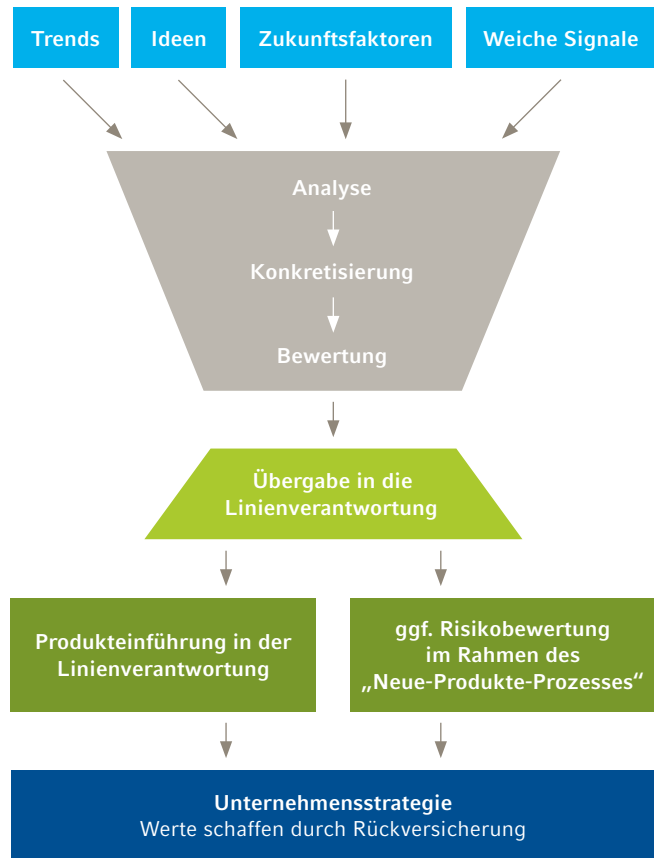 Trends
Ideen
Zukunftsfaktoren
Weiche Signale
Analyse
Konkretisierung
Bewertung
Übergabe in die
Linienverantwortung
Produkteinführung in der
Linienverantwortung
ggf. Risikobewertung
im Rahmen des
„Neue-Produkte-Prozesses“
Unternehmensstrategie
Werte schaffen durch Rückversicherung